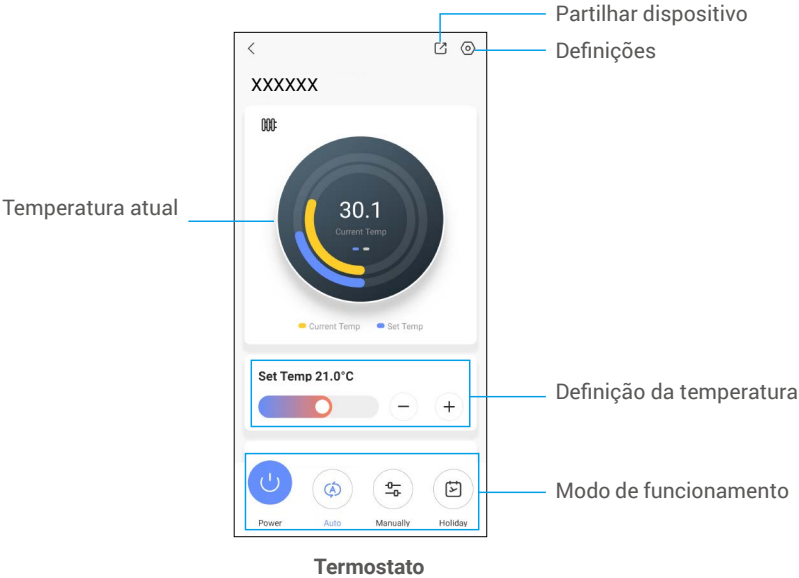 Partilhar dispositivo
Definições
XXXXXX
Temperatura atual
30.1
Current Temp
Current Temp
Set Temp
Set Temp 21.0°C
Definição da temperatura
Modo de funcionamento
Power
Auto
Manually
Holiday
Termostato